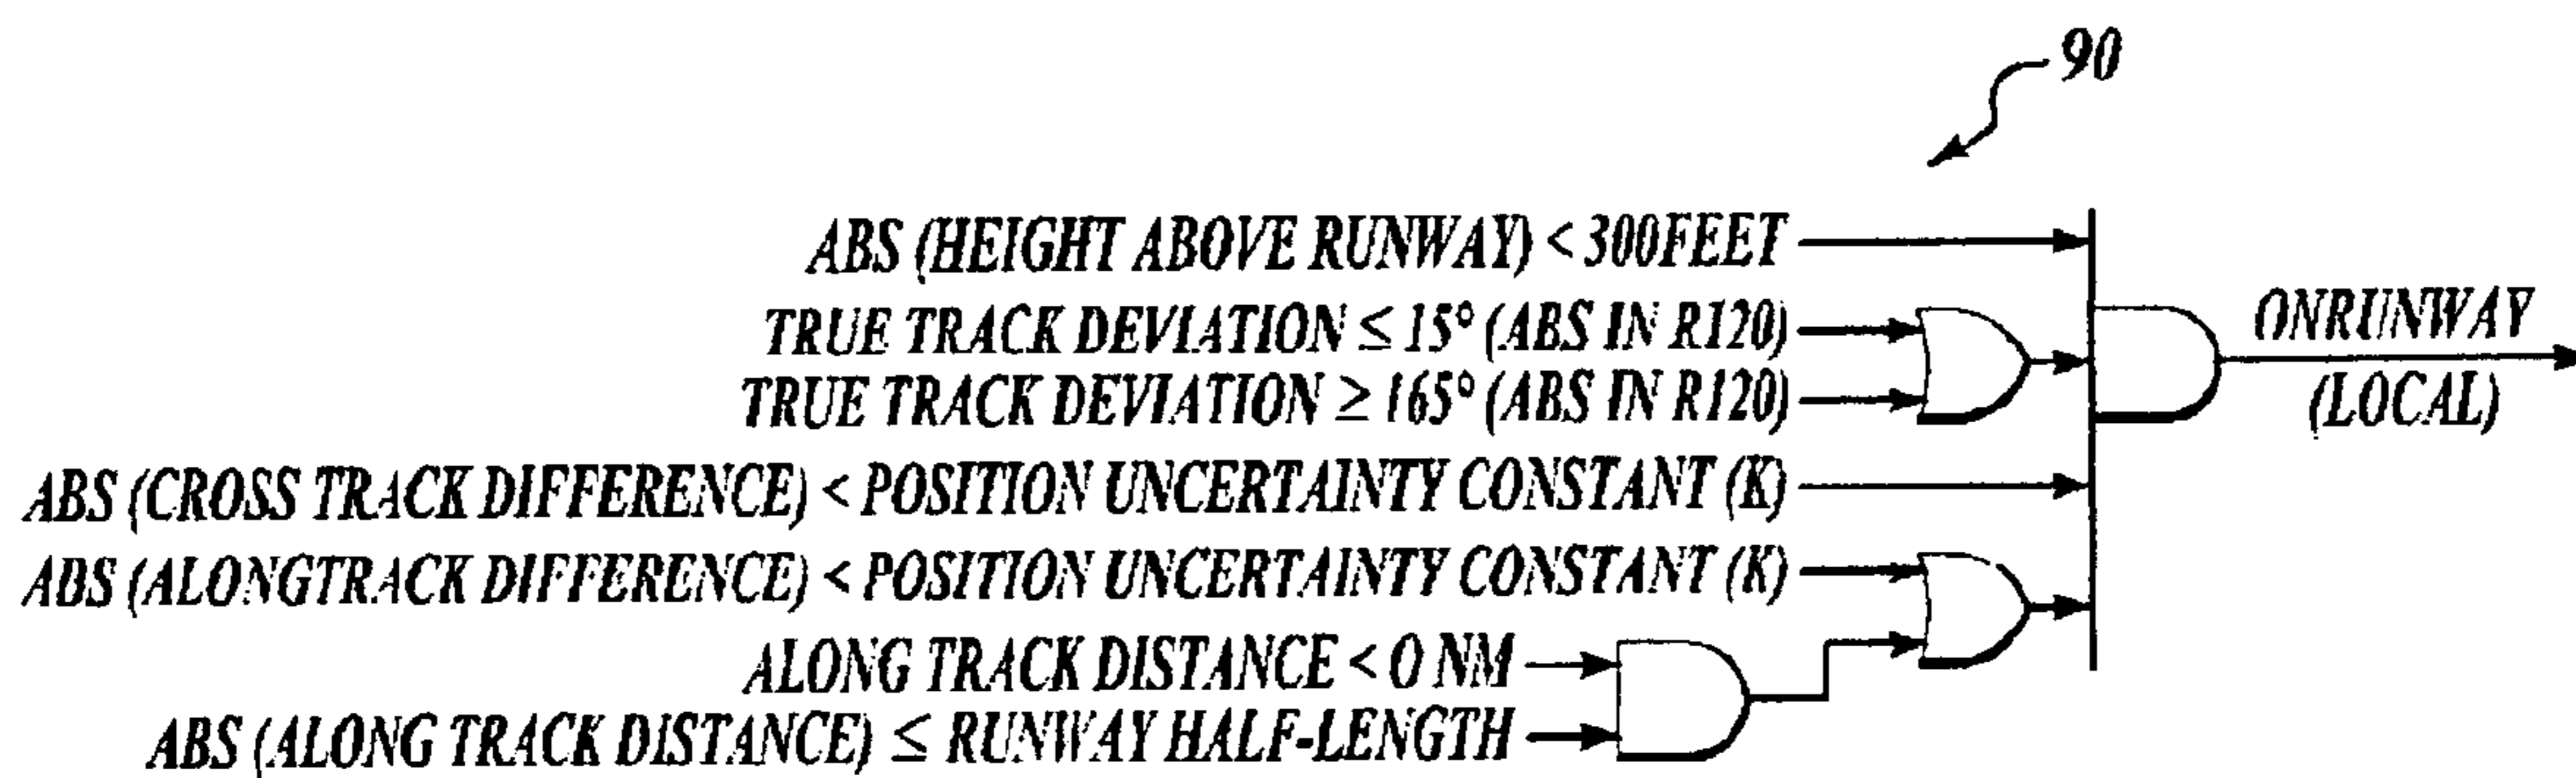 90
ABS (HEIGHT ABOVE RUNWAY) < 300FEET
TRUE TRACK DEVIATION ≤ 15° (ABS IN R120)
TRUE TRACK DEVIATION ≥ 165° (ABS IN R120)
ABS (CROSS TRACK DIFFERENCE) < POSITION UNCERTAINTY CONSTANT (K)
ABS (ALONGTRACK DIFFERENCE) < POSITION UNCERTAINTY CONSTANT (K)
ALONG TRACK DISTANCE < 0 NM
ABS (ALONG TRACK DISTANCE) ≤ RUNWAY HALF-LENGTH
ONRUNWAY
(LOCAL)